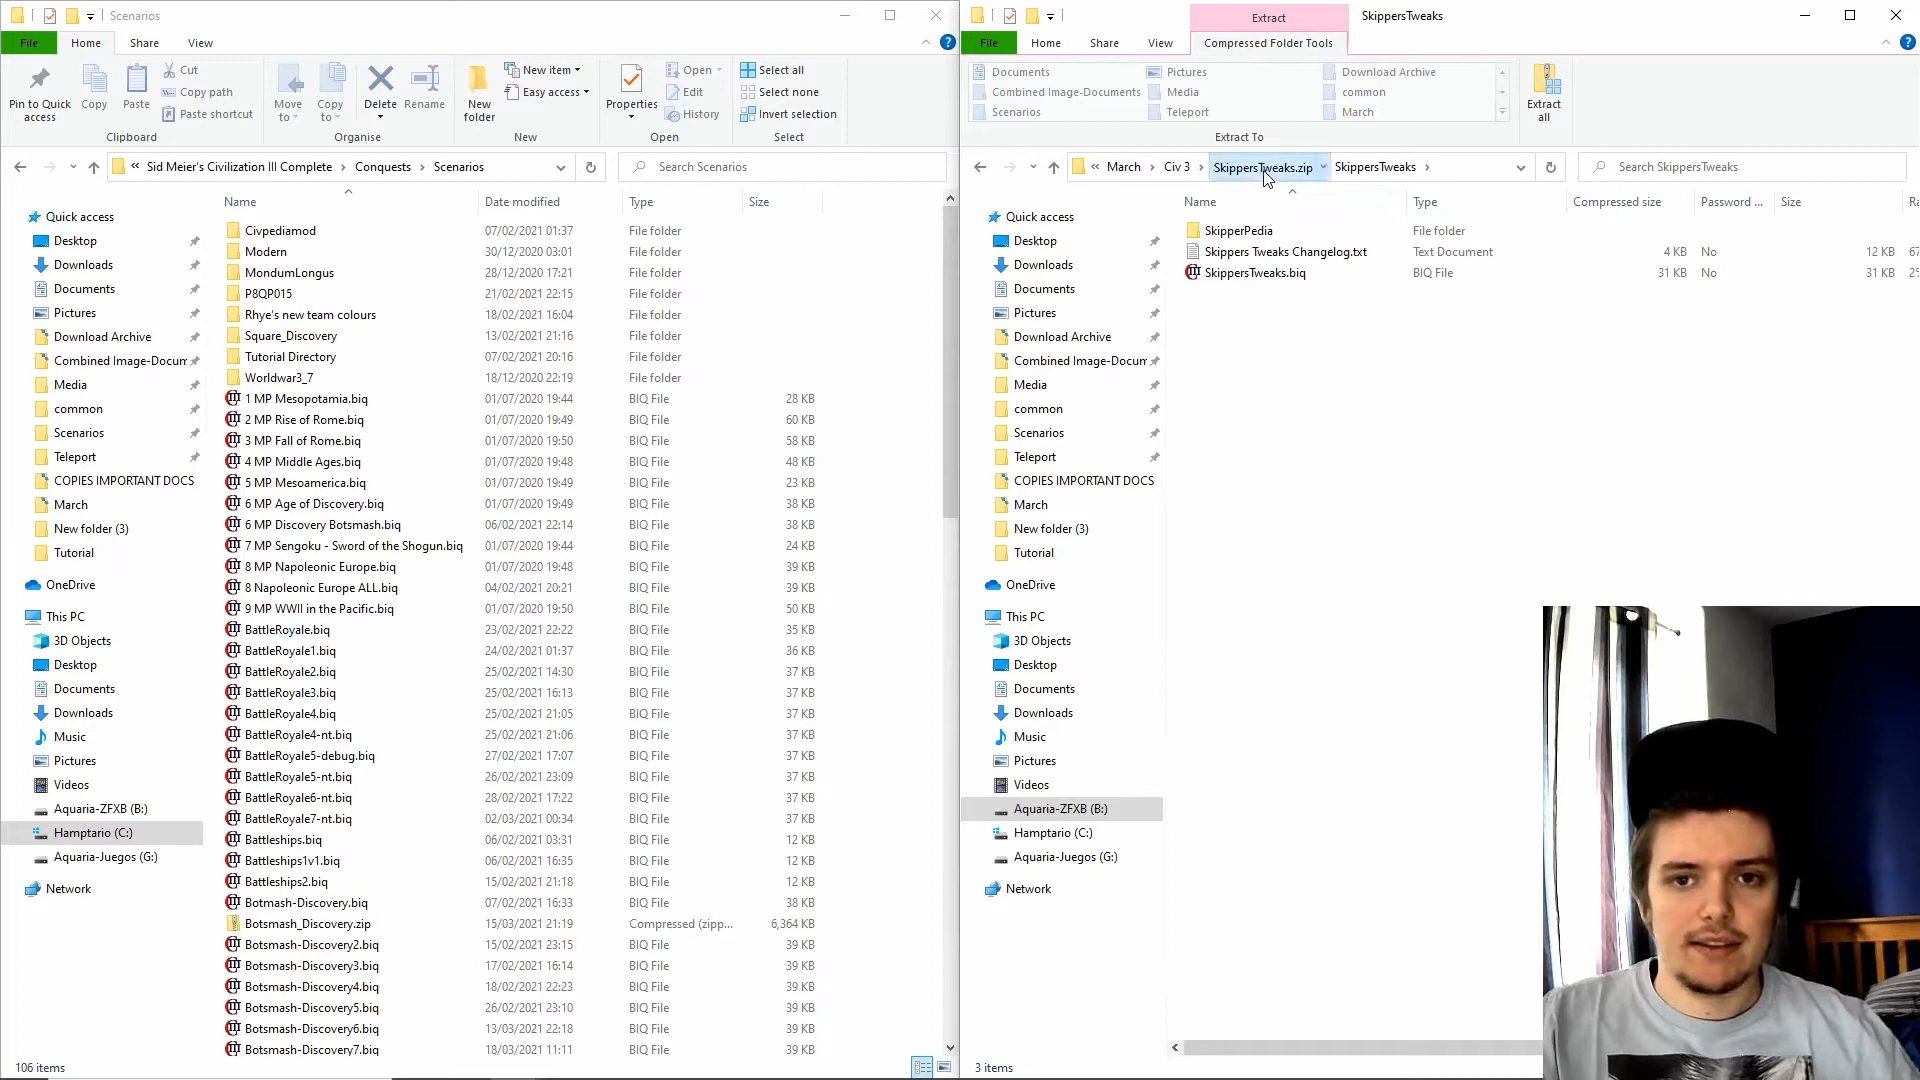 Scenarios
File
Home
Share
View
Pin to Quick access
Copy
Paste
Cut
Copy path
Paste shortcut
Clipboard
Move to
Copy to
Delete
Rename
Organise
New folder
New item
Easy access
New
Properties
Open
Edit
History
Open
Select all
Select none
Invert selection
Select
« Sid Meier's Civilization III Complete > Conquests > Scenarios
Search Scenarios
Quick access
Desktop
Downloads
Documents
Pictures
Download Archive
Combined Image-Docum
Media
common
Scenarios
Teleport
COPIES IMPORTANT DOCS
March
New folder (3)
Tutorial
OneDrive
This PC
3D Objects
Desktop
Documents
Downloads
Music
Pictures
Videos
Aquaria-ZFXB (B:)
Hamptario (C:)
Aquaria-Juegos (G:)
Network
Name Date modified Type Size
Civpediamod 07/02/2021 01:37 File folder
Modern 30/12/2020 03:01 File folder
MondumLongus 28/12/2020 17:21 File folder
P8QP015 21/02/2021 22:15 File folder
Rhye's new team colours 18/02/2021 16:04 File folder
Square_Discovery 13/02/2021 21:16 File folder
Tutorial Directory 07/02/2021 20:16 File folder
Worldwar3_7 18/12/2020 22:19 File folder
1 MP Mesopotamia.biq 01/07/2020 19:44 BIQ File 28 KB
2 MP Rise of Rome.biq 01/07/2020 19:49 BIQ File 60 KB
3 MP Fall of Rome.biq 01/07/2020 19:50 BIQ File 58 KB
4 MP Middle Ages.biq 01/07/2020 19:48 BIQ File 48 KB
5 MP Mesoamerica.biq 01/07/2020 19:49 BIQ File 23 KB
6 MP Age of Discovery.biq 01/07/2020 19:49 BIQ File 38 KB
6 MP Discovery Botsmash.biq 06/02/2021 22:14 BIQ File 38 KB
7 MP Sengoku - Sword of the Shogun.biq 01/07/2020 19:44 BIQ File 24 KB
8 MP Napoleonic Europe.biq 01/07/2020 19:48 BIQ File 39 KB
8 Napoleonic Europe ALL.biq 04/02/2021 20:21 BIQ File 39 KB
9 MP WWII in the Pacific.biq 01/07/2020 19:50 BIQ File 50 KB
BattleRoyale.biq 23/02/2021 22:22 BIQ File 35 KB
BattleRoyale1.biq 24/02/2021 01:37 BIQ File 36 KB
BattleRoyale2.biq 25/02/2021 14:30 BIQ File 37 KB
BattleRoyale3.biq 25/02/2021 16:13 BIQ File 37 KB
BattleRoyale4.biq 25/02/2021 21:05 BIQ File 37 KB
BattleRoyale4-nt.biq 25/02/2021 21:06 BIQ File 37 KB
BattleRoyale5-debug.biq 27/02/2021 17:07 BIQ File 37 KB
BattleRoyale5-nt.biq 26/02/2021 23:09 BIQ File 37 KB
BattleRoyale6-nt.biq 28/02/2021 17:22 BIQ File 37 KB
BattleRoyale7-nt.biq 02/03/2021 00:34 BIQ File 37 KB
Battleships.biq 06/02/2021 03:31 BIQ File 12 KB
Battleships1v1.biq 06/02/2021 16:35 BIQ File 12 KB
Battleships2.biq 15/02/2021 21:18 BIQ File 12 KB
Botmash-Discovery.biq 07/02/2021 16:33 BIQ File 38 KB
Botsmash_Discovery.zip 15/03/2021 21:19 Compressed (zipp... 6,364 KB
Botsmash-Discovery2.biq 15/02/2021 23:15 BIQ File 39 KB
Botsmash-Discovery3.biq 17/02/2021 16:14 BIQ File 39 KB
Botsmash-Discovery4.biq 18/02/2021 22:23 BIQ File 39 KB
Botsmash-Discovery5.biq 26/02/2021 23:10 BIQ File 39 KB
Botsmash-Discovery6.biq 13/03/2021 22:18 BIQ File 39 KB
Botsmash-Discovery7.biq 18/03/2021 11:11 BIQ File 39 KB
106 items
Extract
SkippersTweaks
File
Home
Share
View
Compressed Folder Tools
Documents Pictures Download Archive
Combined Image-Documents Media common
Scenarios Teleport March
Extract To
Extract all
« March > Civ 3 > SkippersTweaks.zip SkippersTweaks >
Search SkippersTweaks
Quick access
Desktop
Downloads
Documents
Pictures
Download Archive
Combined Image-Docum
Media
common
Scenarios
Teleport
COPIES IMPORTANT DOCS
March
New folder (3)
Tutorial
OneDrive
This PC
3D Objects
Desktop
Documents
Downloads
Music
Pictures
Videos
Aquaria-ZFXB (B:)
Hamptario (C:)
Aquaria-Juegos (G:)
Network
Name Type Compressed size Password ... Size Ra
SkipperPedia File folder
Skippers Tweaks Changelog.txt Text Document 4 KB No 12 KB 67
SkippersTweaks.biq BIQ File 31 KB No 31 KB
3 items